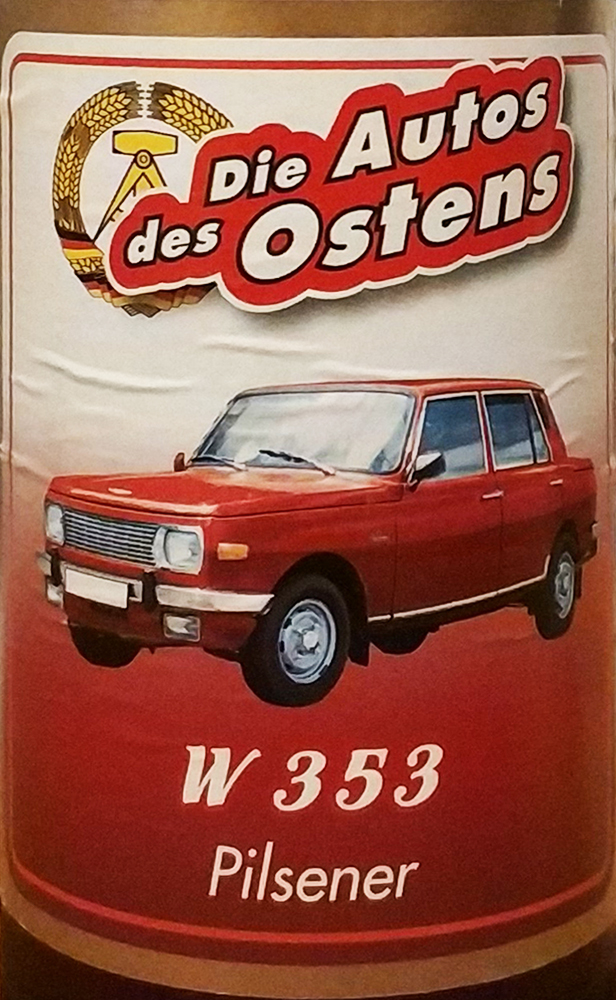 Die Autos
des Ostens
W 353
Pilsener